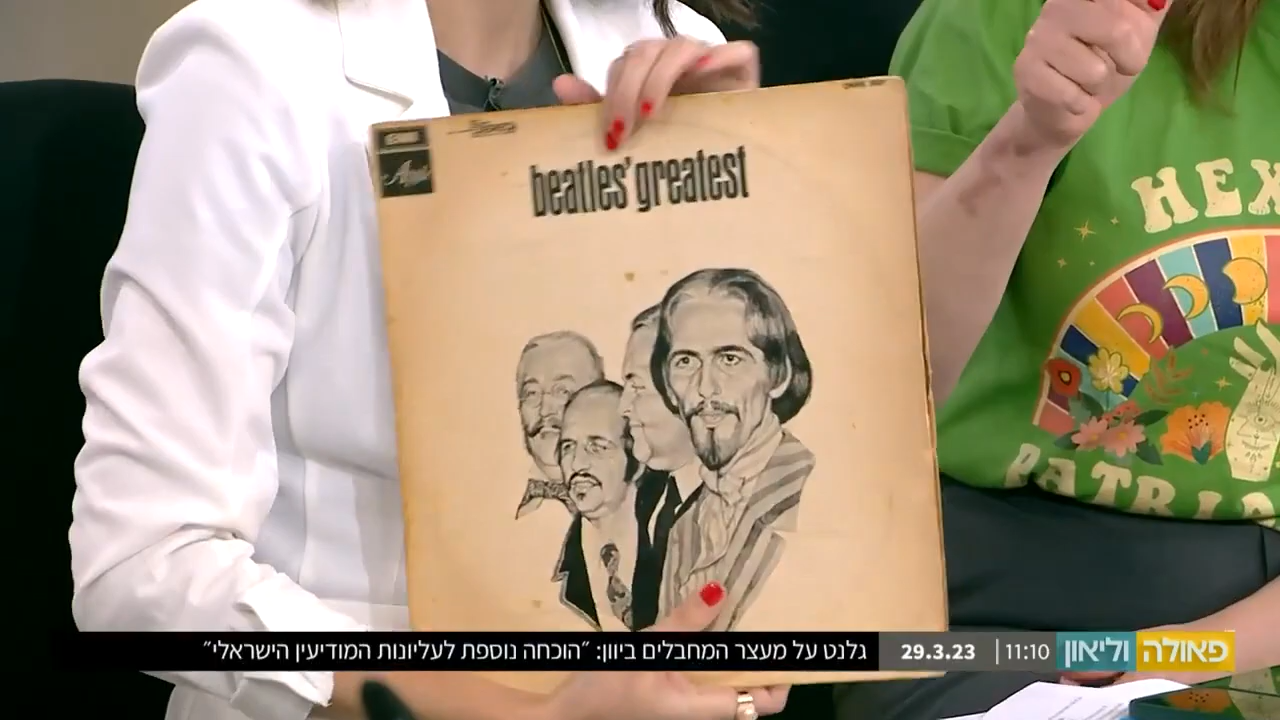 beatles' greatest
HEX
PATRIA
גלנט על מעצר המחבלים ביוון: "הוכחה נוספת לעליונות המודיעין הישראלי"
29.3.23 | 11:10
פאולה וליאון